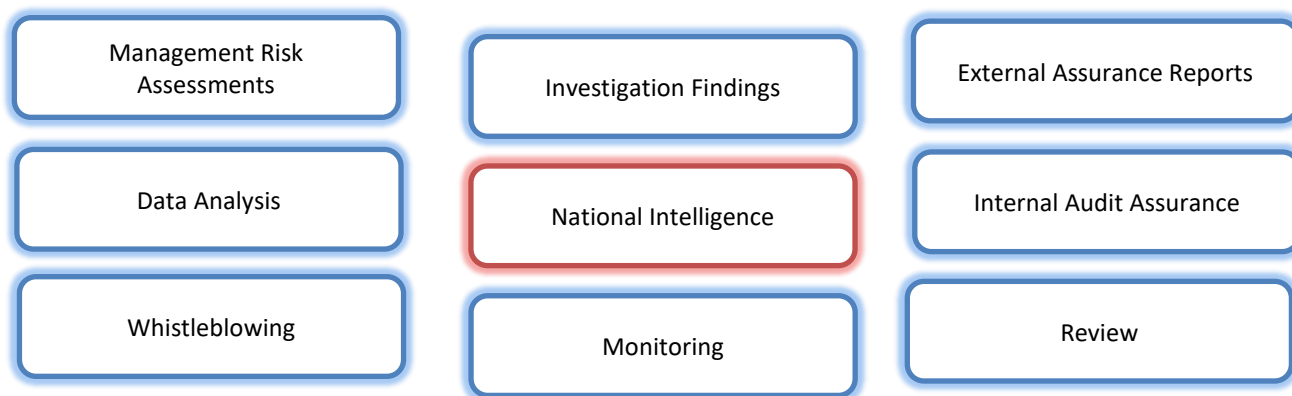 Management Risk
Assessments
Investigation Findings
External Assurance Reports
Data Analysis
National Intelligence
Internal Audit Assurance
Whistleblowing
Monitoring
Review